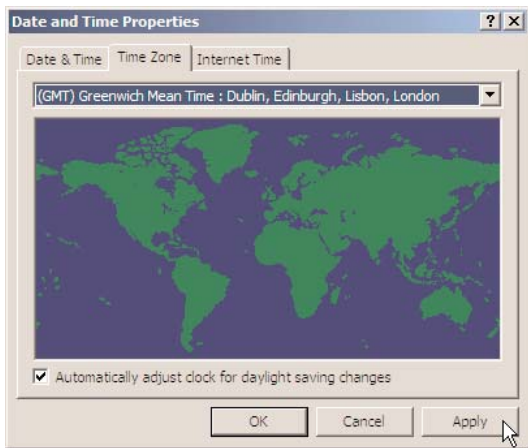 Date and Time Properties
Date & Time Time Zone Internet Time
(GMT) Greenwich Mean Time : Dublin, Edinburgh, Lisbon, London
Automatically adjust clock for daylight saving changes
OK Cancel Apply